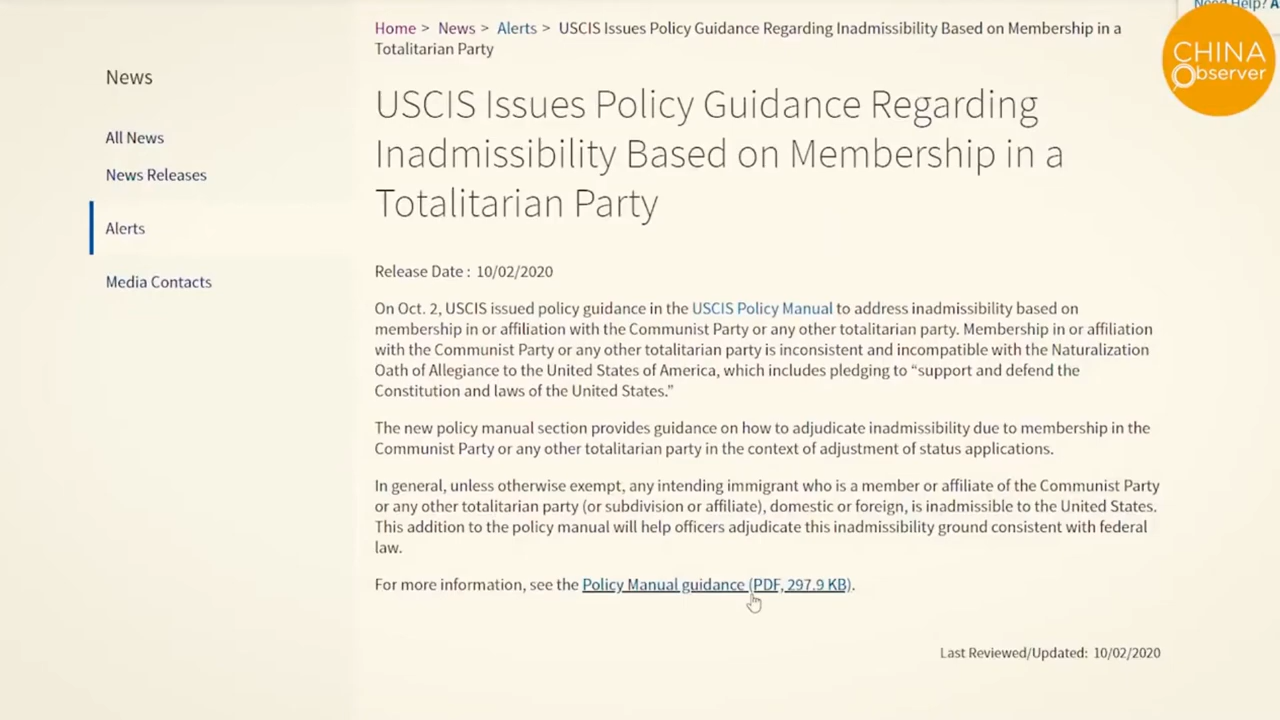 Need Help? A
Home > News > Alerts > USCIS Issues Policy Guidance Regarding Inadmissibility Based on Membership in a
Totalitarian Party
CHINA
Observer
News
All News
News Releases
Alerts
Media Contacts
USCIS Issues Policy Guidance Regarding
Inadmissibility Based on Membership in a
Totalitarian Party
Release Date : 10/02/2020
On Oct. 2, USCIS issued policy guidance in the USCIS Policy Manual to address inadmissibility based on
membership in or affiliation with the Communist Party or any other totalitarian party. Membership in or affiliation
with the Communist Party or any other totalitarian party is inconsistent and incompatible with the Naturalization
Oath of Allegiance to the United States of America, which includes pledging to “support and defend the
Constitution and laws of the United States.”
The new policy manual section provides guidance on how to adjudicate inadmissibility due to membership in the
Communist Party or any other totalitarian party in the context of adjustment of status applications.
In general, unless otherwise exempt, any intending immigrant who is a member or affiliate of the Communist Party
or any other totalitarian party (or subdivision or affiliate), domestic or foreign, is inadmissible to the United States.
This addition to the policy manual will help officers adjudicate this inadmissibility ground consistent with federal
law.
For more information, see the Policy Manual guidance (PDF, 297.9 KB).
Last Reviewed/Updated: 10/02/2020